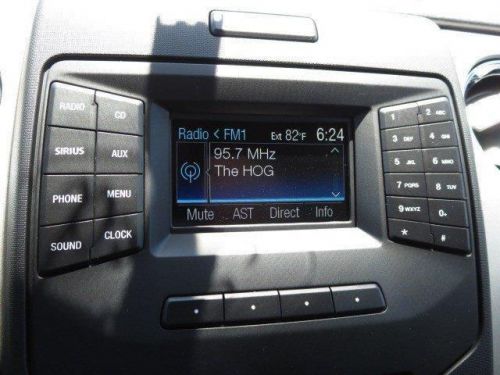 RADIO CD
SIRIUS AUX
PHONE MENU
SOUND CLOCK
Radio < FM1 Ext 82°F 6:24
95.7 MHz
The HOG
Mute AST Direct Info
1 2 ABC
3 DEF 4 GHI
5 JKL 6 MNO
7 PQRS 8 TUV
9 WXYZ 0+
* #